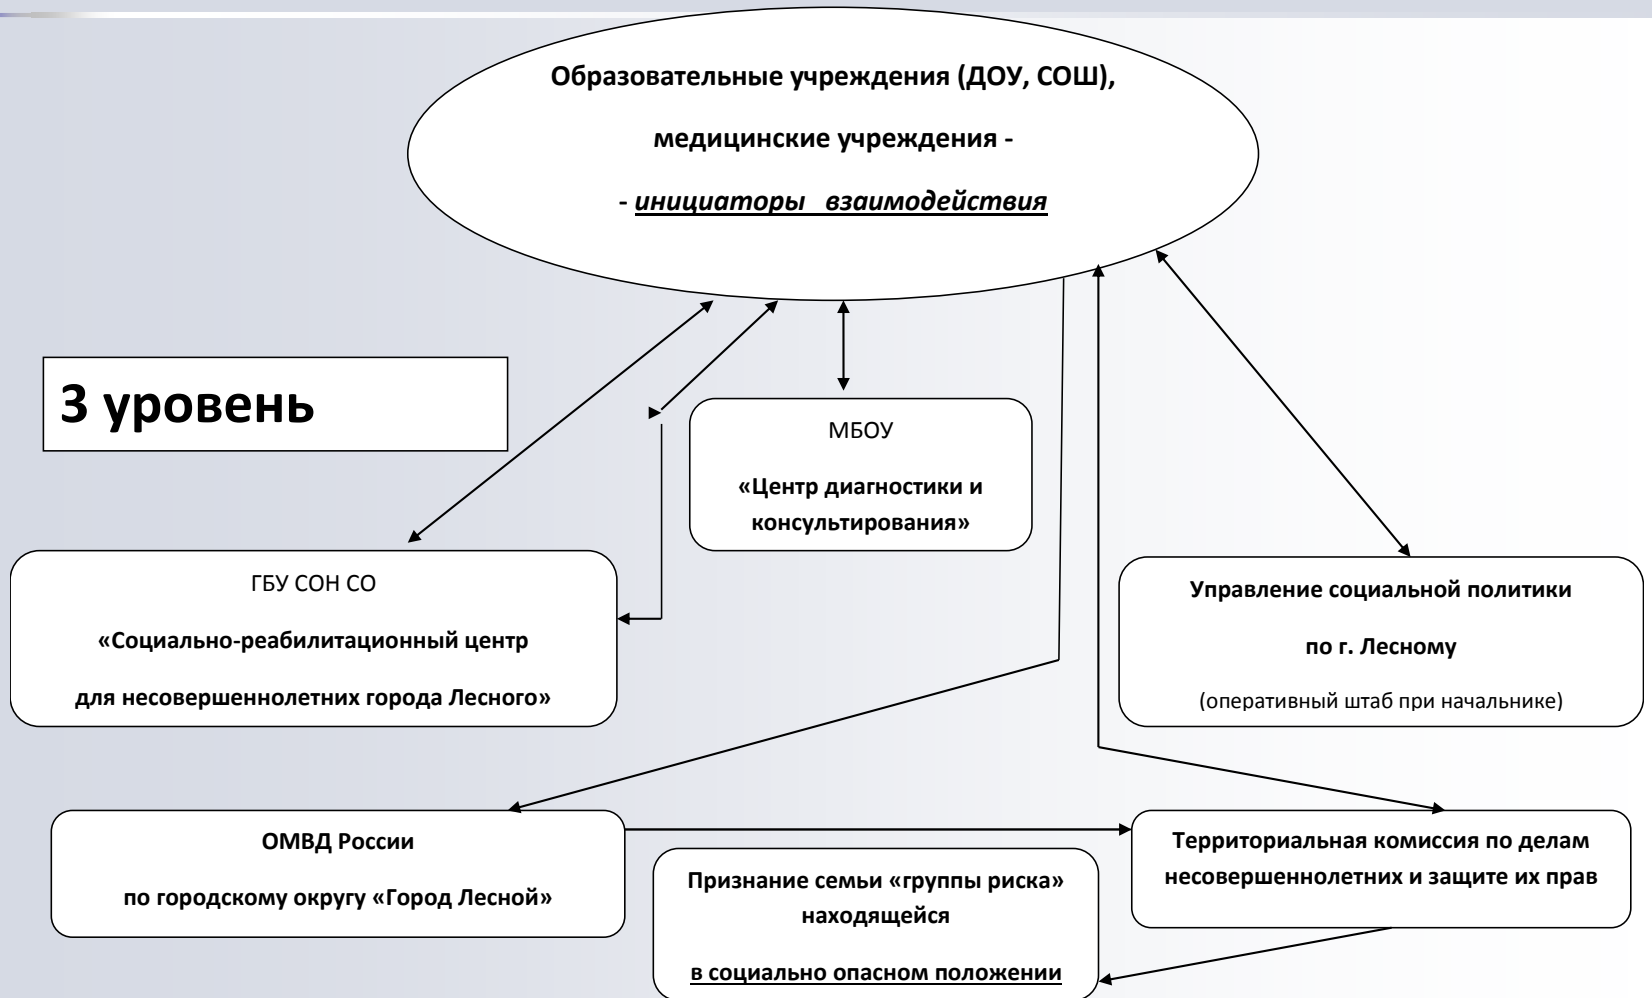 Образовательные учреждения (ДОУ, СОШ),
медицинские учреждения -
- инициаторы взаимодействия
3 уровень
МБОУ
«Центр диагностики и
консультирования»
ГБУ СОН СО
«Социально-реабилитационный центр
для несовершеннолетних города Лесного»
Управление социальной политики
по г. Лесному
(оперативный штаб при начальнике)
ОМВД России
по городскому округу «Город Лесной»
Признание семьи «группы риска»
находящейся
в социально опасном положении
Территориальная комиссия по делам
несовершеннолетних и защите их прав